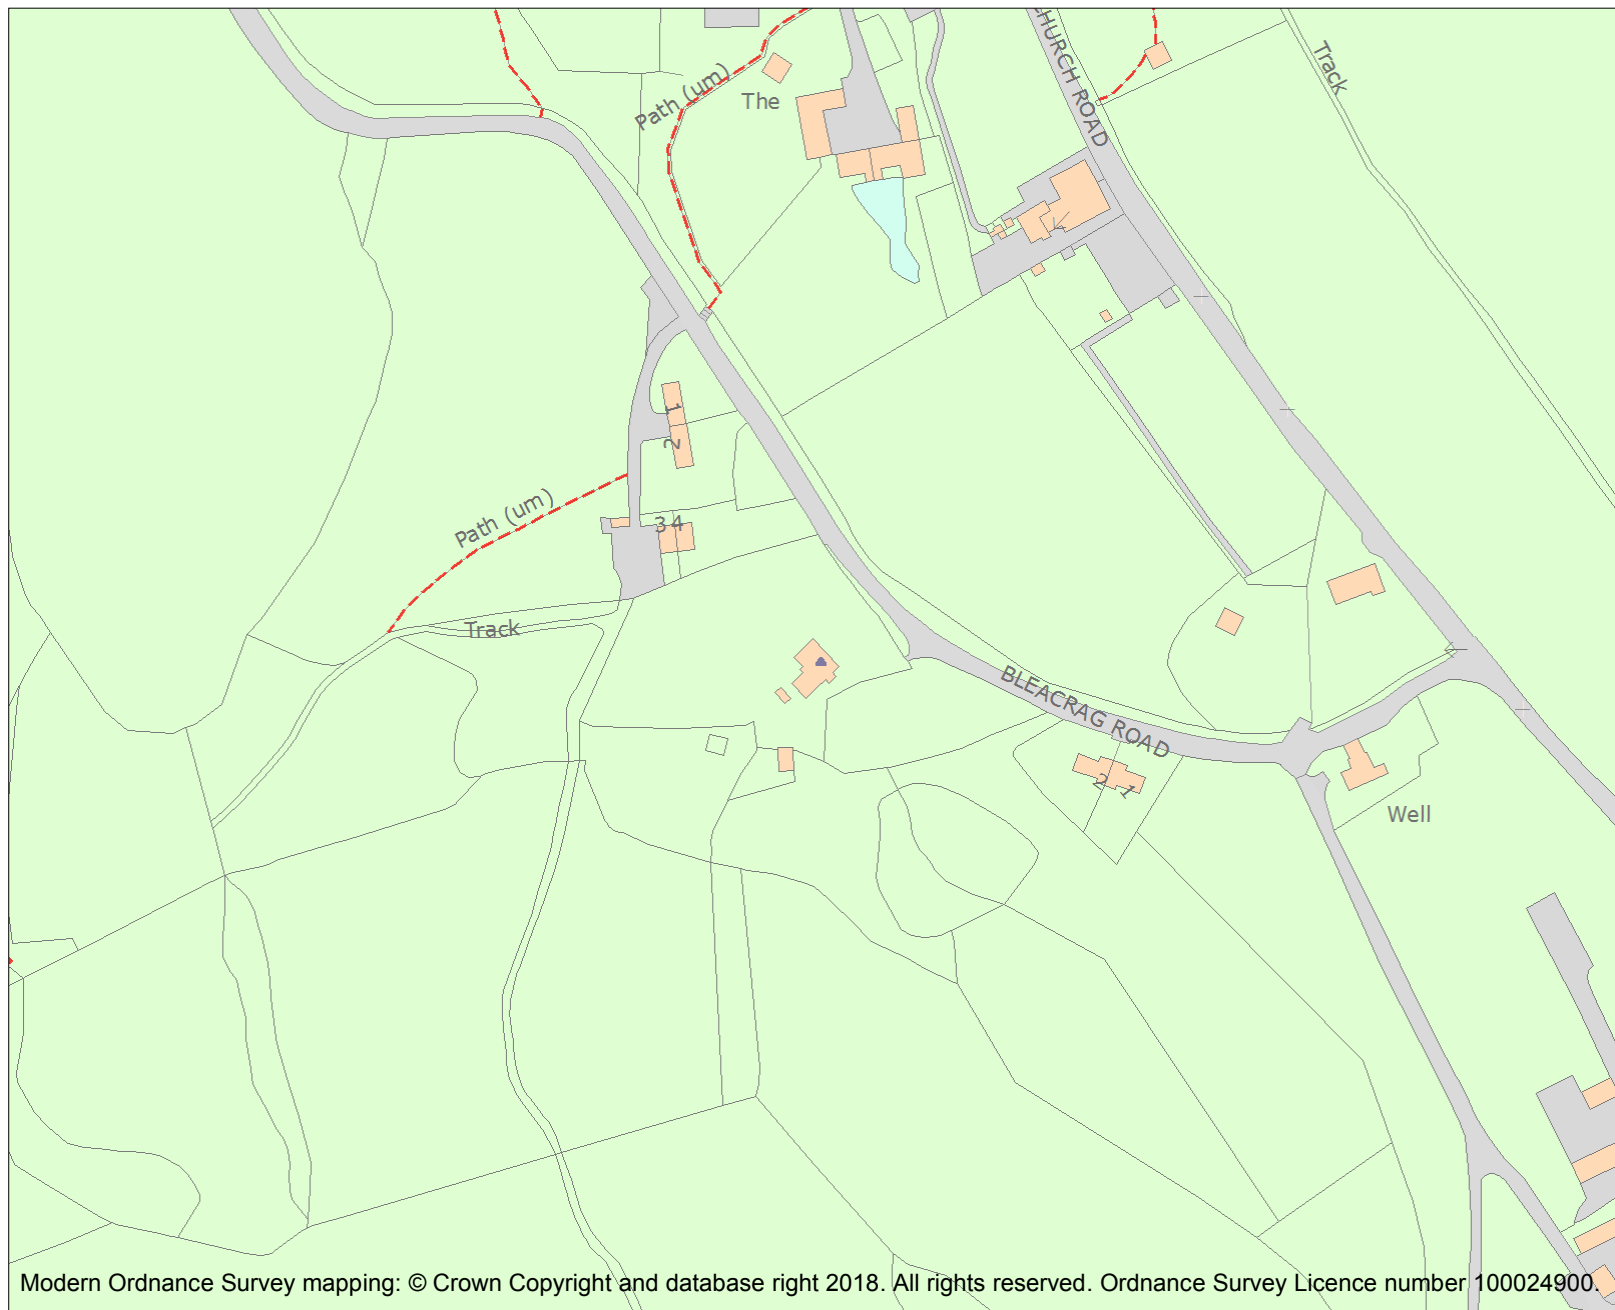 CHURCH ROAD
Track
Path (um)
The
1
2
Path (um)
3 4
Track
BLEACRAG ROAD
2
1
Well
Modern Ordnance Survey mapping: © Crown Copyright and database right 2018. All rights reserved. Ordnance Survey Licence number 100024900.